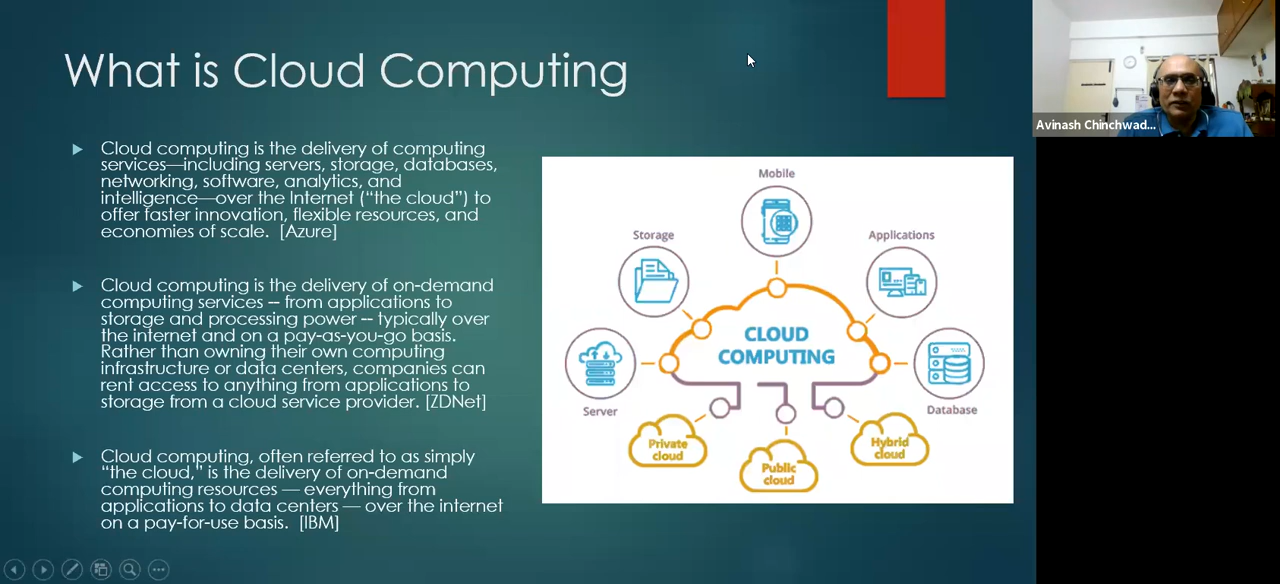 What is Cloud Computing
Cloud computing is the delivery of computing
services—including servers, storage, databases,
networking, software, analytics, and
intelligence—over the Internet (“the cloud”) to
offer faster innovation, flexible resources, and
economies of scale.  [Azure]
Cloud computing is the delivery of on-demand
computing services -- from applications to
storage and processing power -- typically over
the internet and on a pay-as-you-go basis.
Rather than owning their own computing
infrastructure or data centers, companies can
rent access to anything from applications to
storage from a cloud service provider. [ZDNet]
Cloud computing, often referred to as simply
“the cloud,” is the delivery of on-demand
computing resources — everything from
applications to data centers — over the internet
on a pay-for-use basis.  [IBM]
Mobile
Storage
Applications
CLOUD
COMPUTING
Server
Database
Private
cloud
Public
cloud
Hybrid
cloud
Avinash Chinchwad...